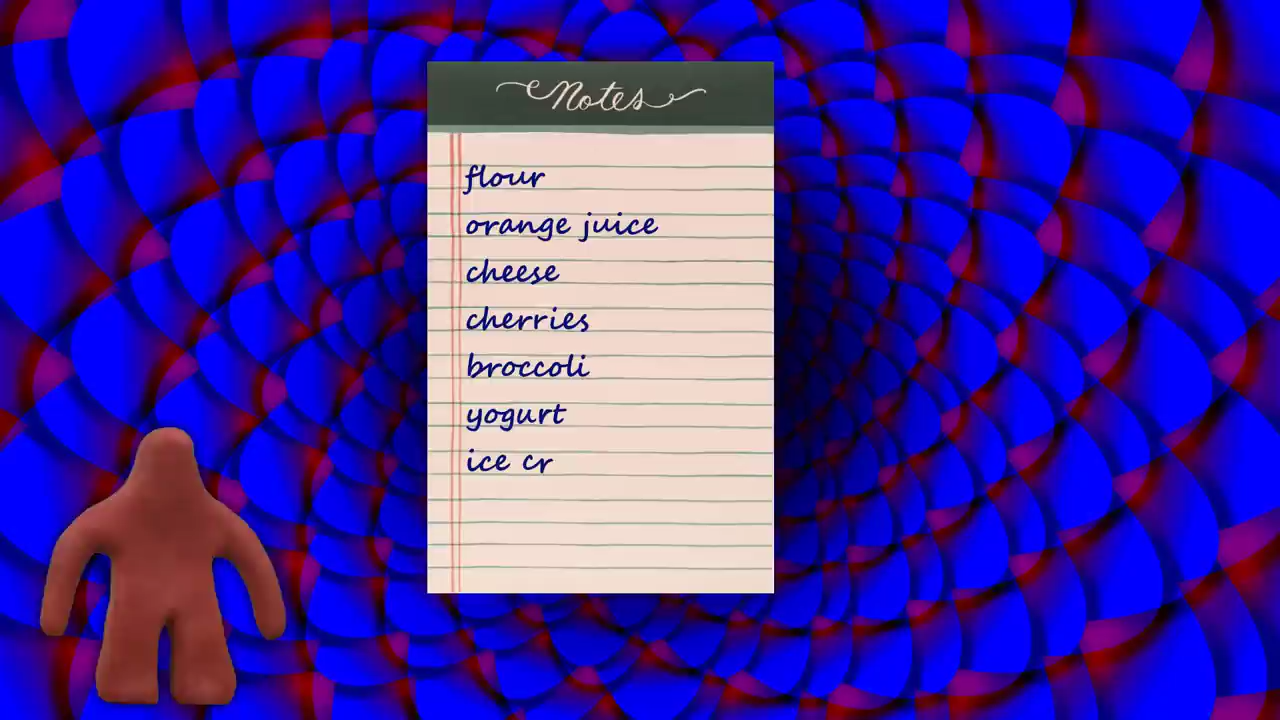 Notes
flour
orange juice
cheese
cherries
broccoli
yogurt
ice cr